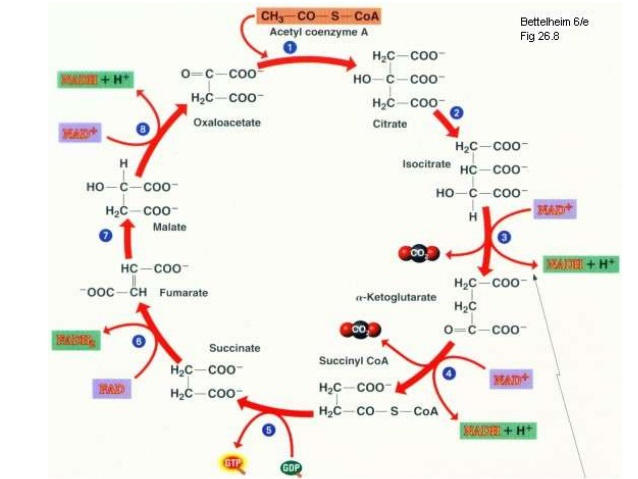 CH₃—CO—S—CoA
Acetyl coenzyme A
Bettelheim 6/e
Fig 26.8
1
O=C—COO⁻
H₂C—COO⁻
Oxaloacetate
H₂C—COO⁻
HO—C—COO⁻
H₂C—COO⁻
Citrate
2
H₂C—COO⁻
HC—COO⁻
HO—C—COO⁻
H
Isocitrate
NAD⁺
3
CO₂
NADH + H⁺
H₂C—COO⁻
H₂C
O=C—COO⁻
α-Ketoglutarate
CO₂
4
NAD⁺
NADH + H⁺
Succinyl CoA
H₂C—COO⁻
H₂C—CO—S—CoA
5
GTP
GDP
Succinate
H₂C—COO⁻
H₂C—COO⁻
6
FADH₂
FAD
HC—COO⁻
⁻OOC—CH
Fumarate
7
H
HO—C—COO⁻
H₂C—COO⁻
Malate
8
NADH + H⁺
NAD⁺